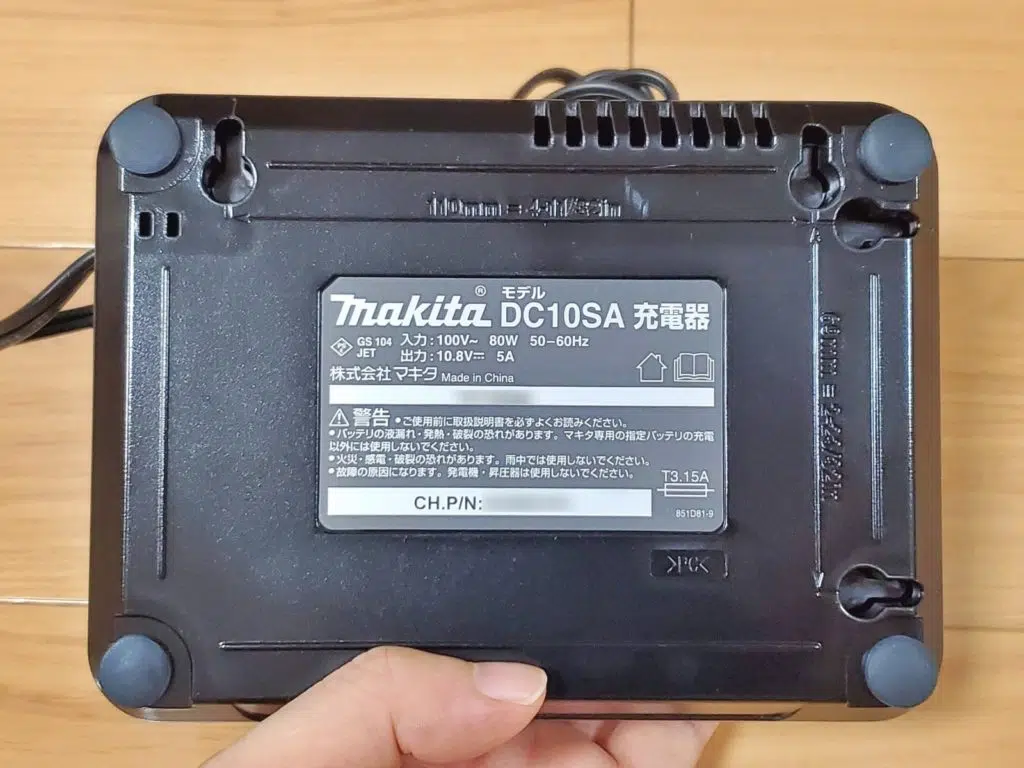 110mm = 4-11/32in
makita® モデル DC10SA 充電器
PS E GS 104 JET
入力:100V~ 80W 50-60Hz
出力:10.8V⎓ 5A
株式会社マキタ Made in China
⚠警告 •ご使用前に取扱説明書を必ずよくお読みください。
•バッテリの液漏れ・発熱・破裂の恐れがあります。マキタ専用の指定バッテリの充電
以外には使用しないでください。
•火災・感電・破裂の恐れがあります。雨中では使用しないでください。
•故障の原因になります。発電機・昇圧器は使用しないでください。
T3.15A
CH.P/N:
851D81-9
>PC<